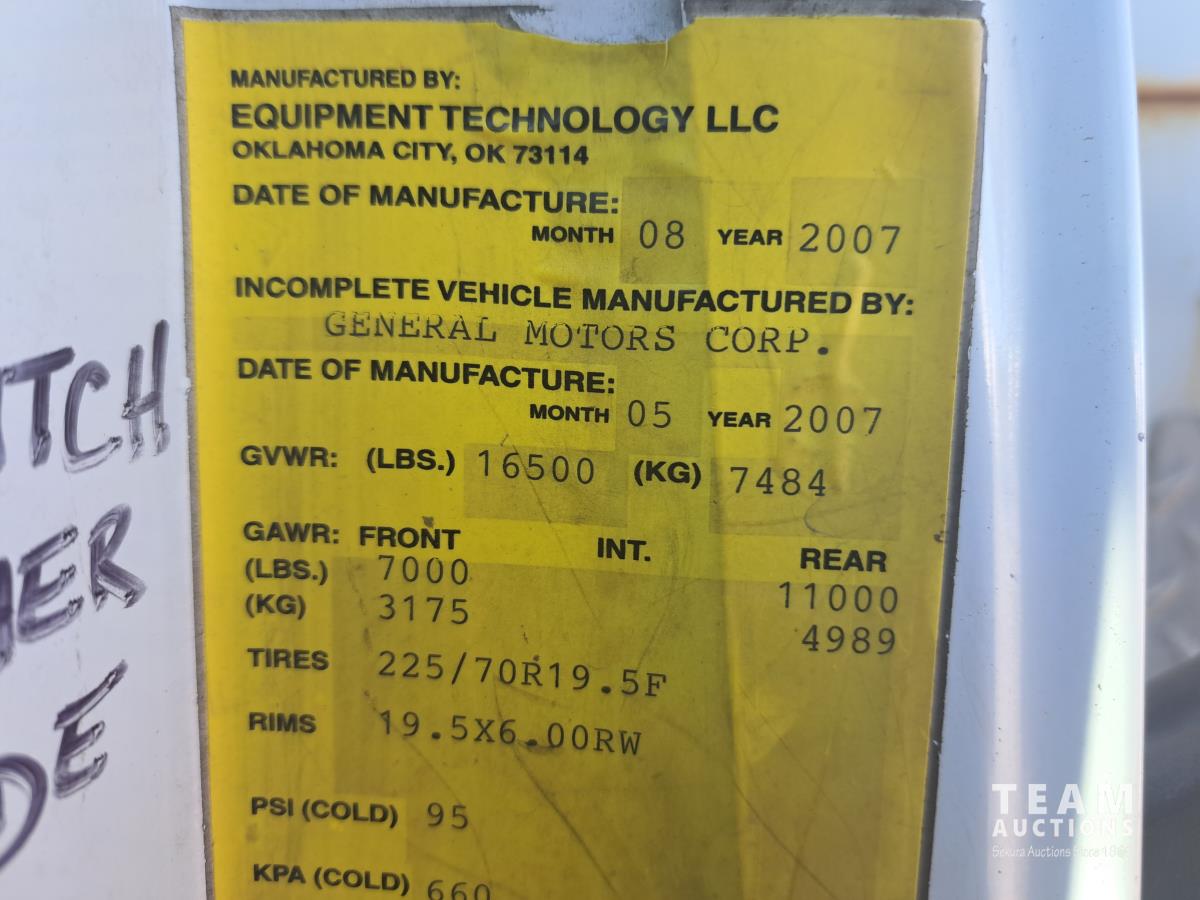 MANUFACTURED BY:
EQUIPMENT TECHNOLOGY LLC
OKLAHOMA CITY, OK 73114
DATE OF MANUFACTURE:
MONTH 08 YEAR 2007
INCOMPLETE VEHICLE MANUFACTURED BY:
GENERAL MOTORS CORP.
DATE OF MANUFACTURE:
MONTH 05 YEAR 2007
GVWR: (LBS.) 16500 (KG) 7484
GAWR: FRONT INT. REAR
(LBS.) 7000 11000
(KG) 3175 4989
TIRES 225/70R19.5F
RIMS 19.5X6.00RW
PSI (COLD) 95
KPA (COLD) 660
TEAM
AUCTIONS